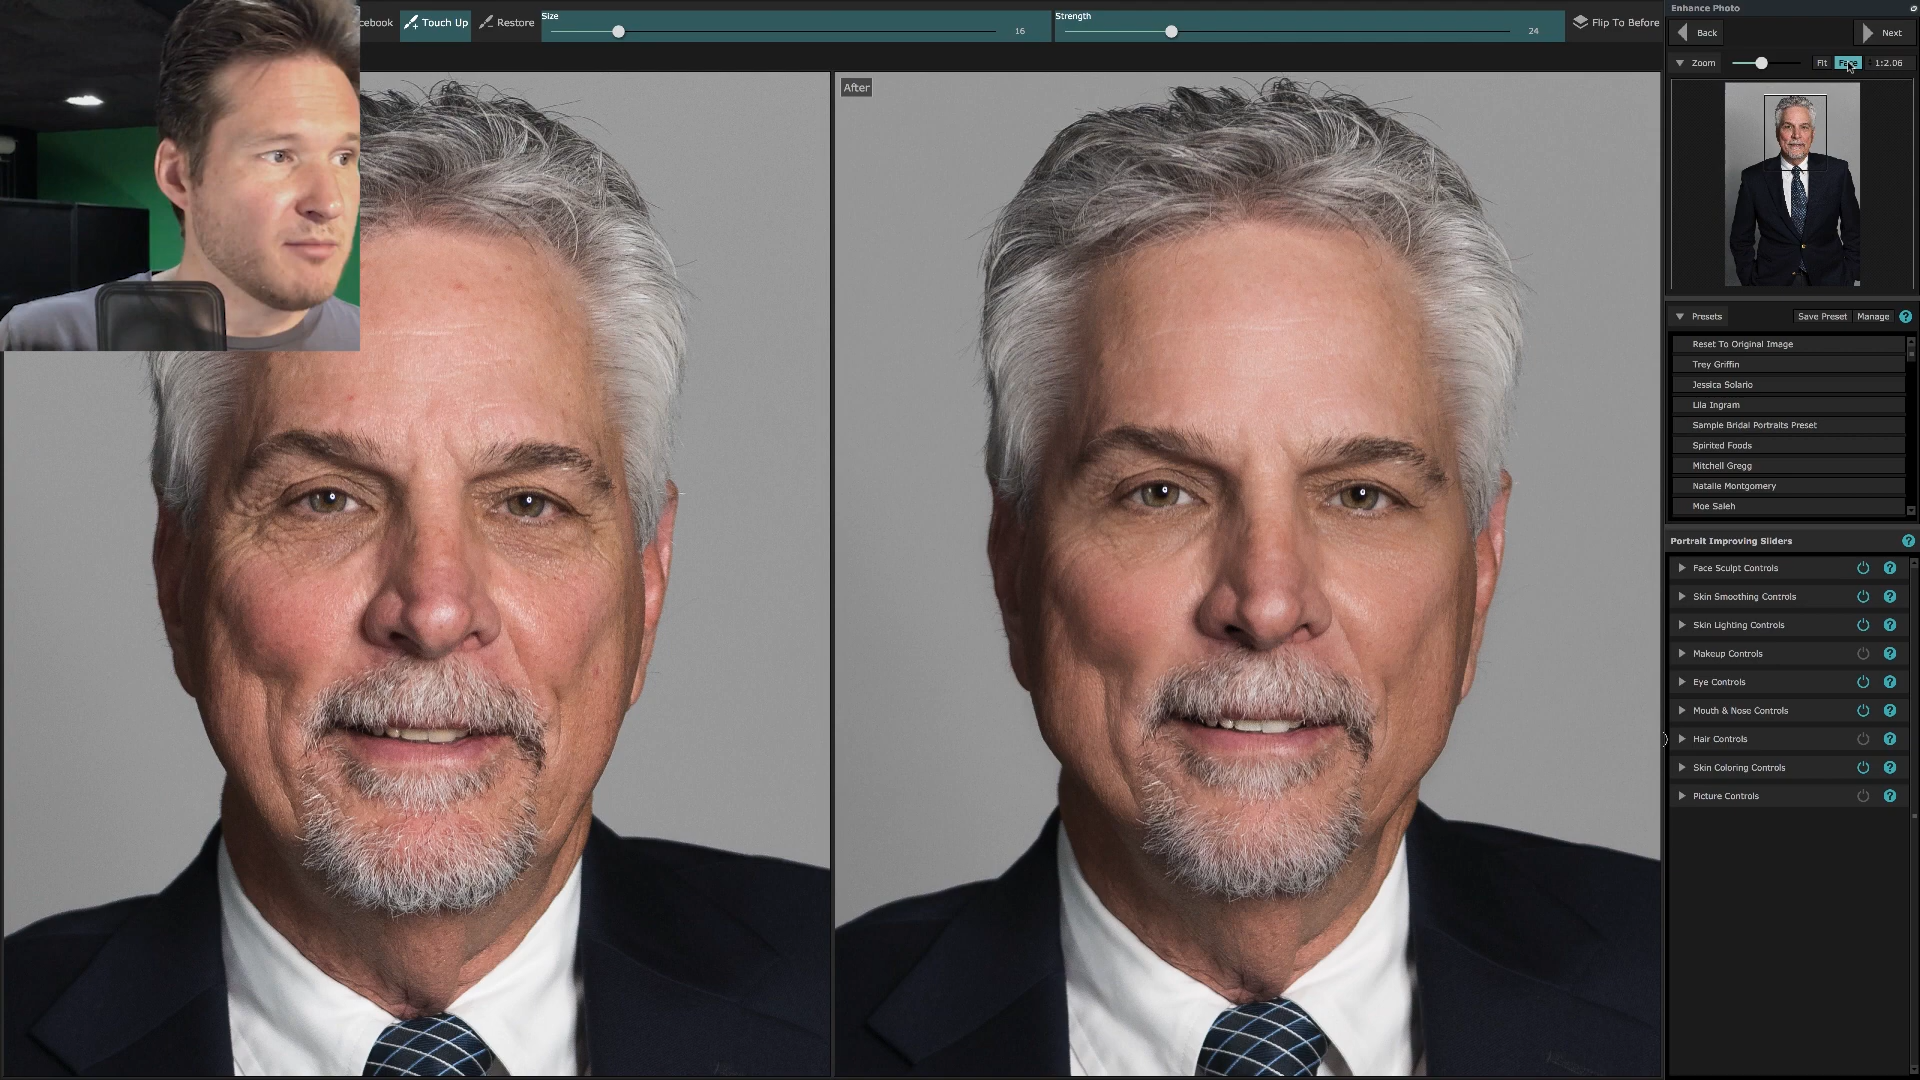 cebook
Touch Up
Restore
Size
16
Strength
24
Flip To Before
Enhance Photo
Back
Next
Zoom
Fit
Face
1:2.06
After
Presets
Save Preset
Manage
?
Reset To Original Image
Trey Griffin
Jessica Solario
Lila Ingram
Sample Bridal Portraits Preset
Spirited Foods
Mitchell Gregg
Natalie Montgomery
Moe Saleh
Portrait Improving Sliders
?
Face Sculpt Controls
?
Skin Smoothing Controls
?
Skin Lighting Controls
?
Makeup Controls
?
Eye Controls
?
Mouth & Nose Controls
?
Hair Controls
?
Skin Coloring Controls
?
Picture Controls
?